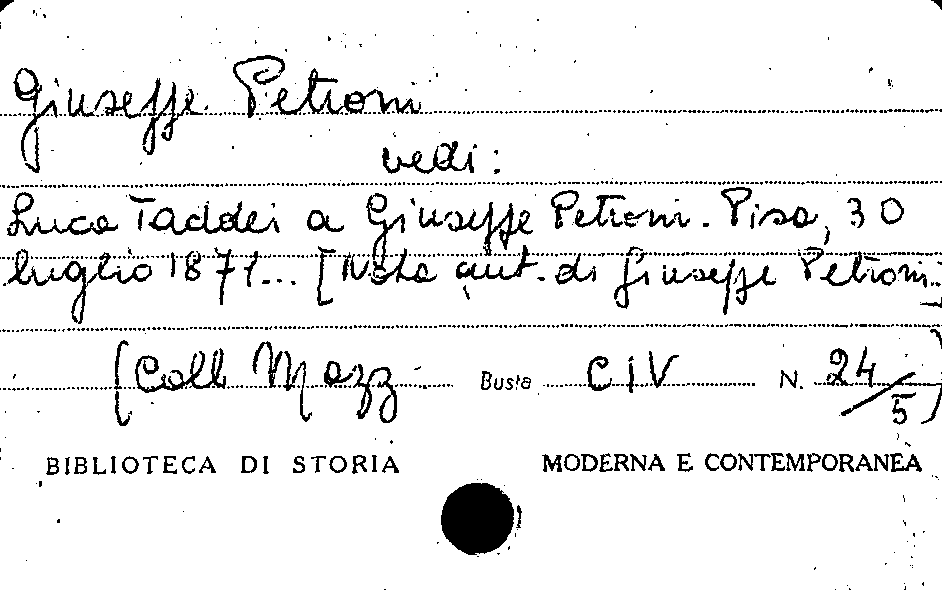 Giuseppe Petroni
vedi:
Luca Taddei a Giuseppe Petroni. Pisa, 30
luglio 1871... [Nota aut. di Giuseppe Petroni..]
(Coll Mazz. Busta CIV N. 24/5)
BIBLIOTECA DI STORIA MODERNA E CONTEMPORANEA